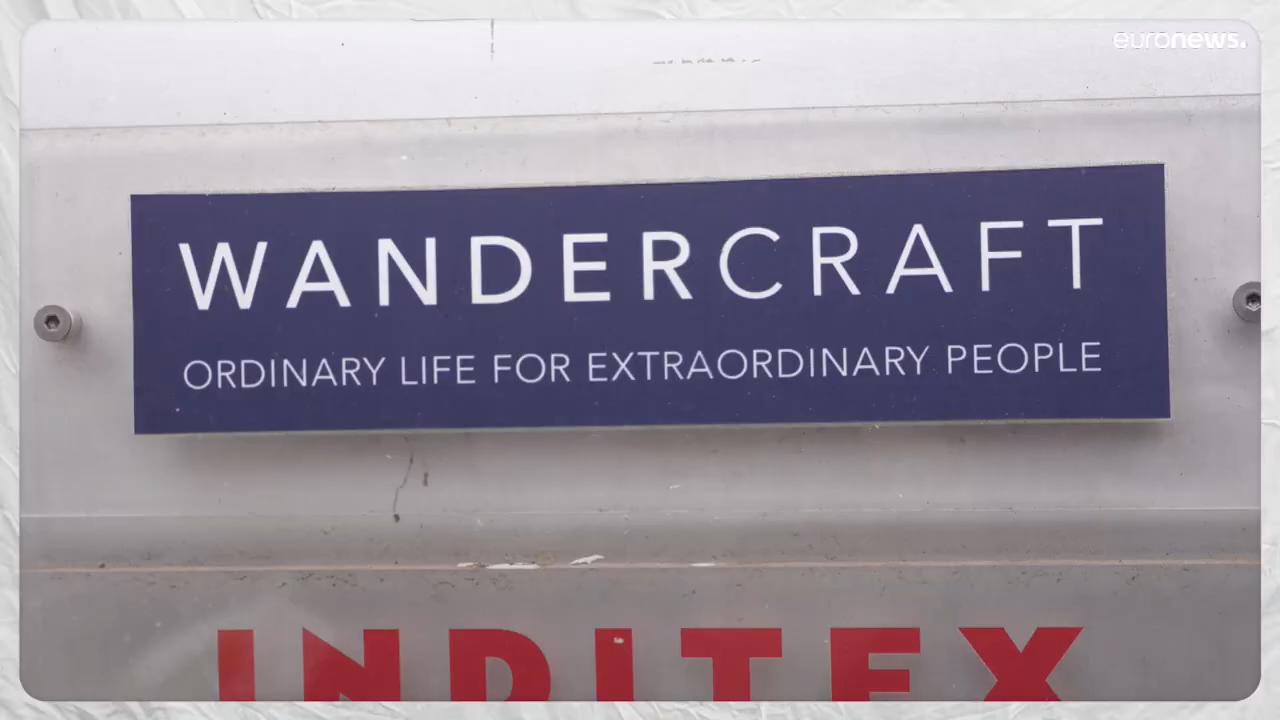 euronews.
WANDERCRAFT
ORDINARY LIFE FOR EXTRAORDINARY PEOPLE
INDITEX